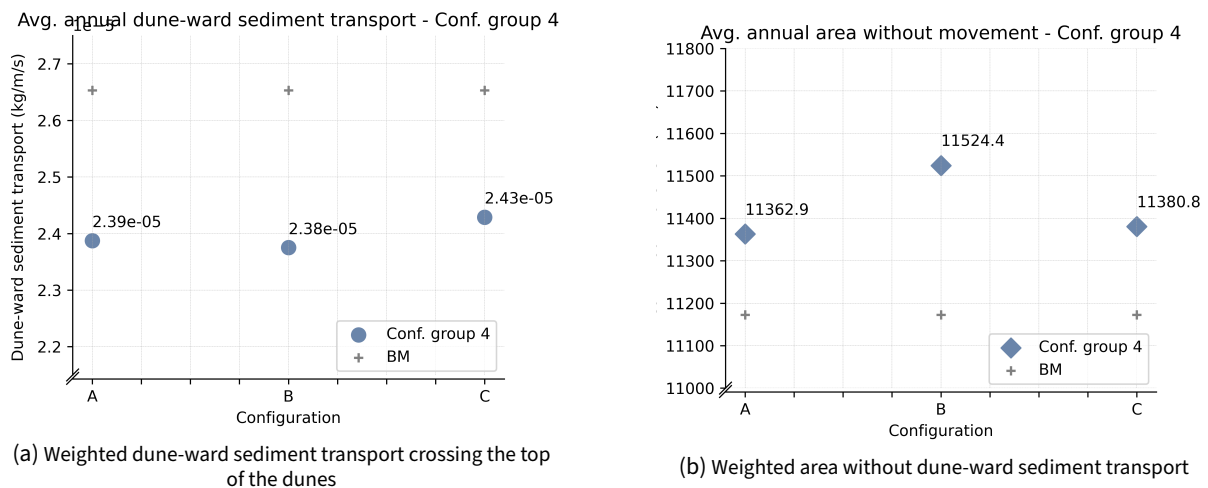 Avg. annual dune-ward sediment transport - Conf. group 4
1e−5
Dune-ward sediment transport (kg/m/s)
2.7
2.6
2.5
2.4
2.3
2.2
2.39e-05
2.38e-05
2.43e-05
Conf. group 4
BM
A B C
Configuration
(a) Weighted dune-ward sediment transport crossing the top
of the dunes
Avg. annual area without movement - Conf. group 4
11800
11700
11600
11500
11400
11300
11200
11100
11000
11362.9
11524.4
11380.8
Conf. group 4
BM
A B C
Configuration
(b) Weighted area without dune-ward sediment transport